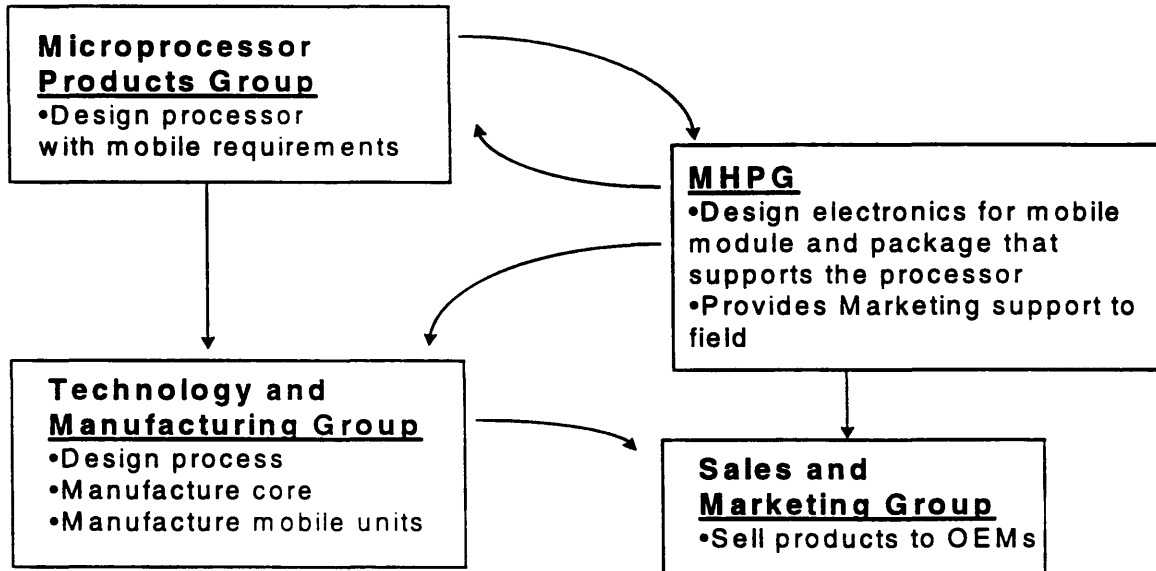 Microprocessor
Products Group
•Design processor
with mobile requirements
MHPG
•Design electronics for mobile
module and package that
supports the processor
•Provides Marketing support to
field
Technology and
Manufacturing Group
•Design process
•Manufacture core
•Manufacture mobile units
Sales and
Marketing Group
•Sell products to OEMs